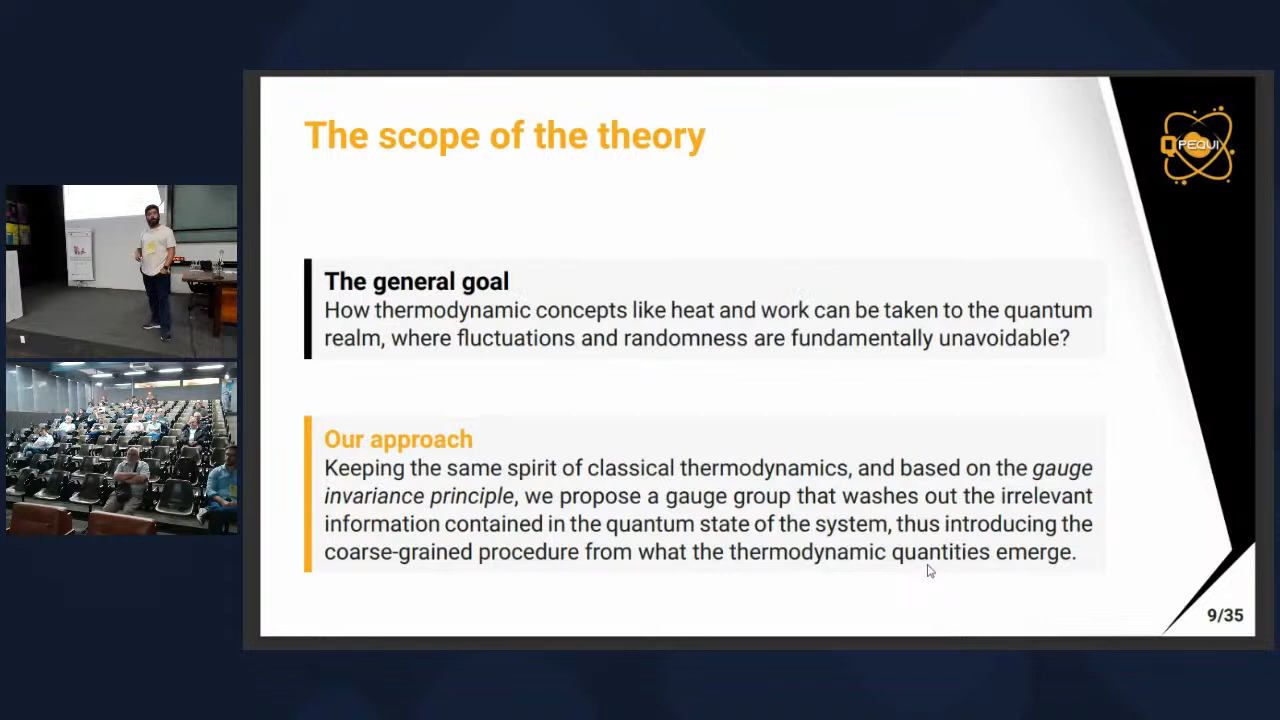 The scope of the theory
QPEQUI
The general goal
How thermodynamic concepts like heat and work can be taken to the quantum
realm, where fluctuations and randomness are fundamentally unavoidable?
Our approach
Keeping the same spirit of classical thermodynamics, and based on the gauge
invariance principle, we propose a gauge group that washes out the irrelevant
information contained in the quantum state of the system, thus introducing the
coarse-grained procedure from what the thermodynamic quantities emerge.
9/35